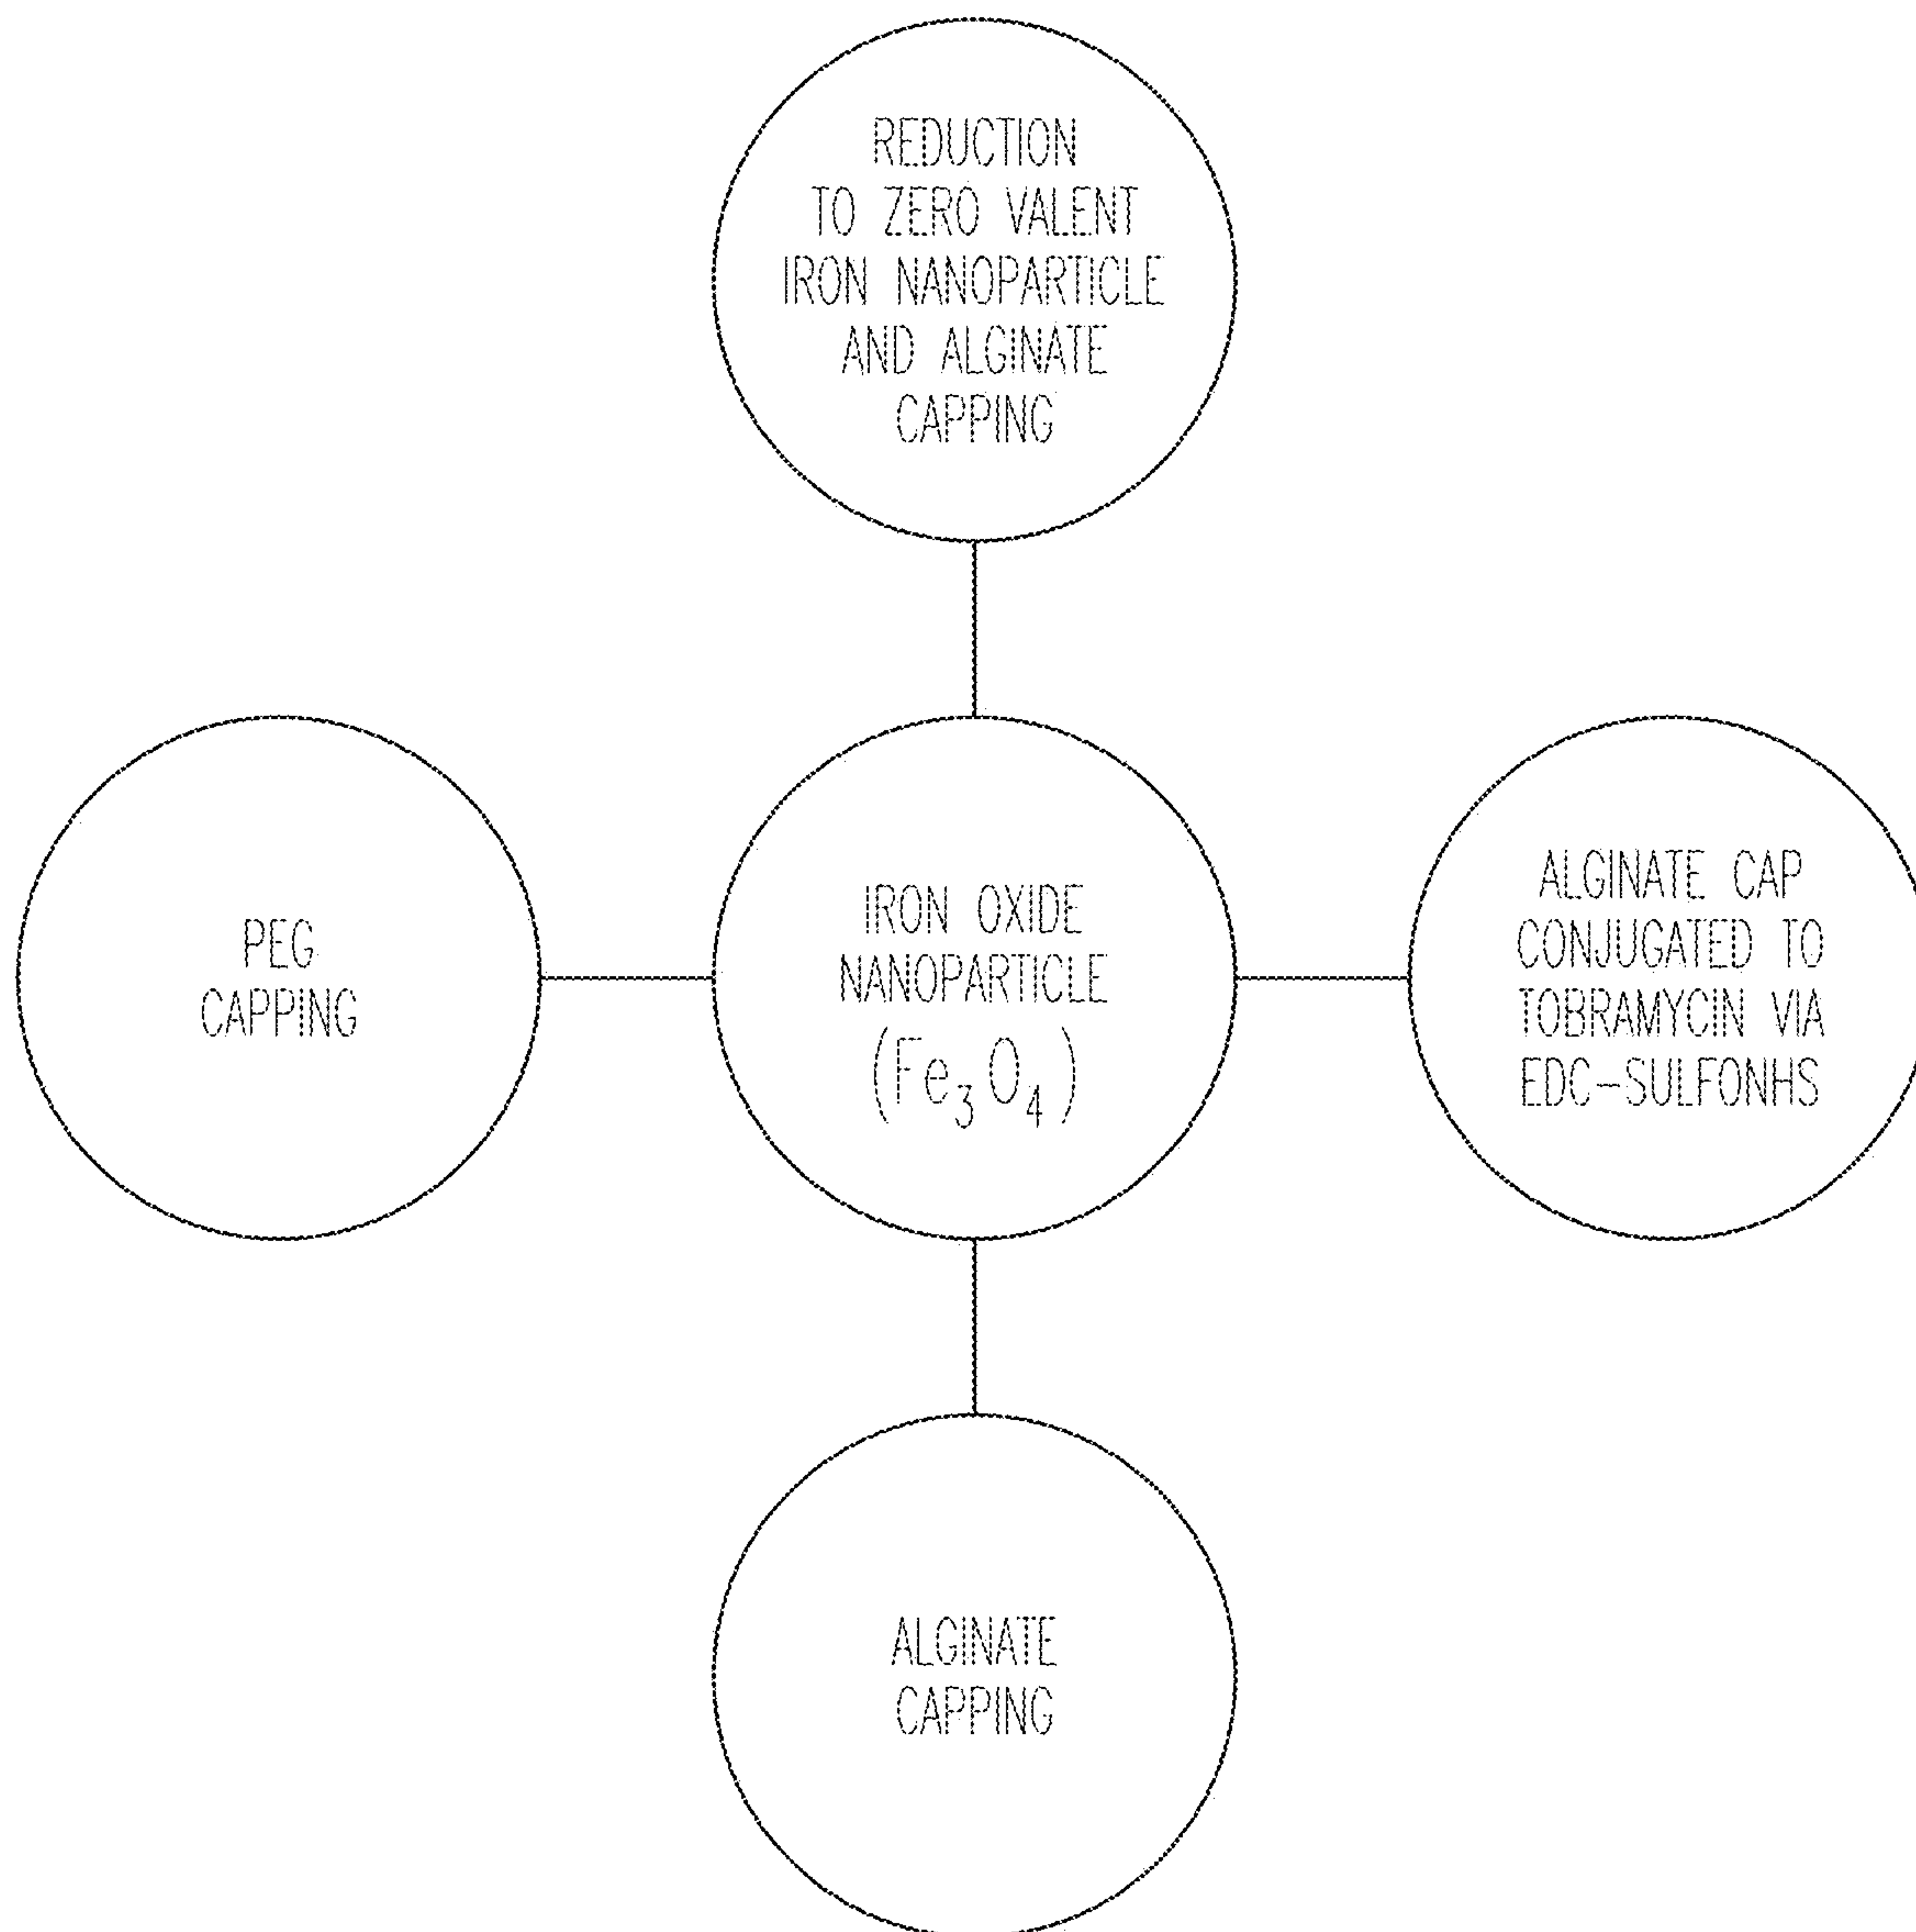 REDUCTION
TO ZERO VALENT
IRON NANOPARTICLE
AND ALGINATE
CAPPING
PEG
CAPPING
IRON OXIDE
NANOPARTICLE
(Fe₃O₄)
ALGINATE CAP
CONJUGATED TO
TOBRAMYCIN VIA
EDC-SULFONHS
ALGINATE
CAPPING